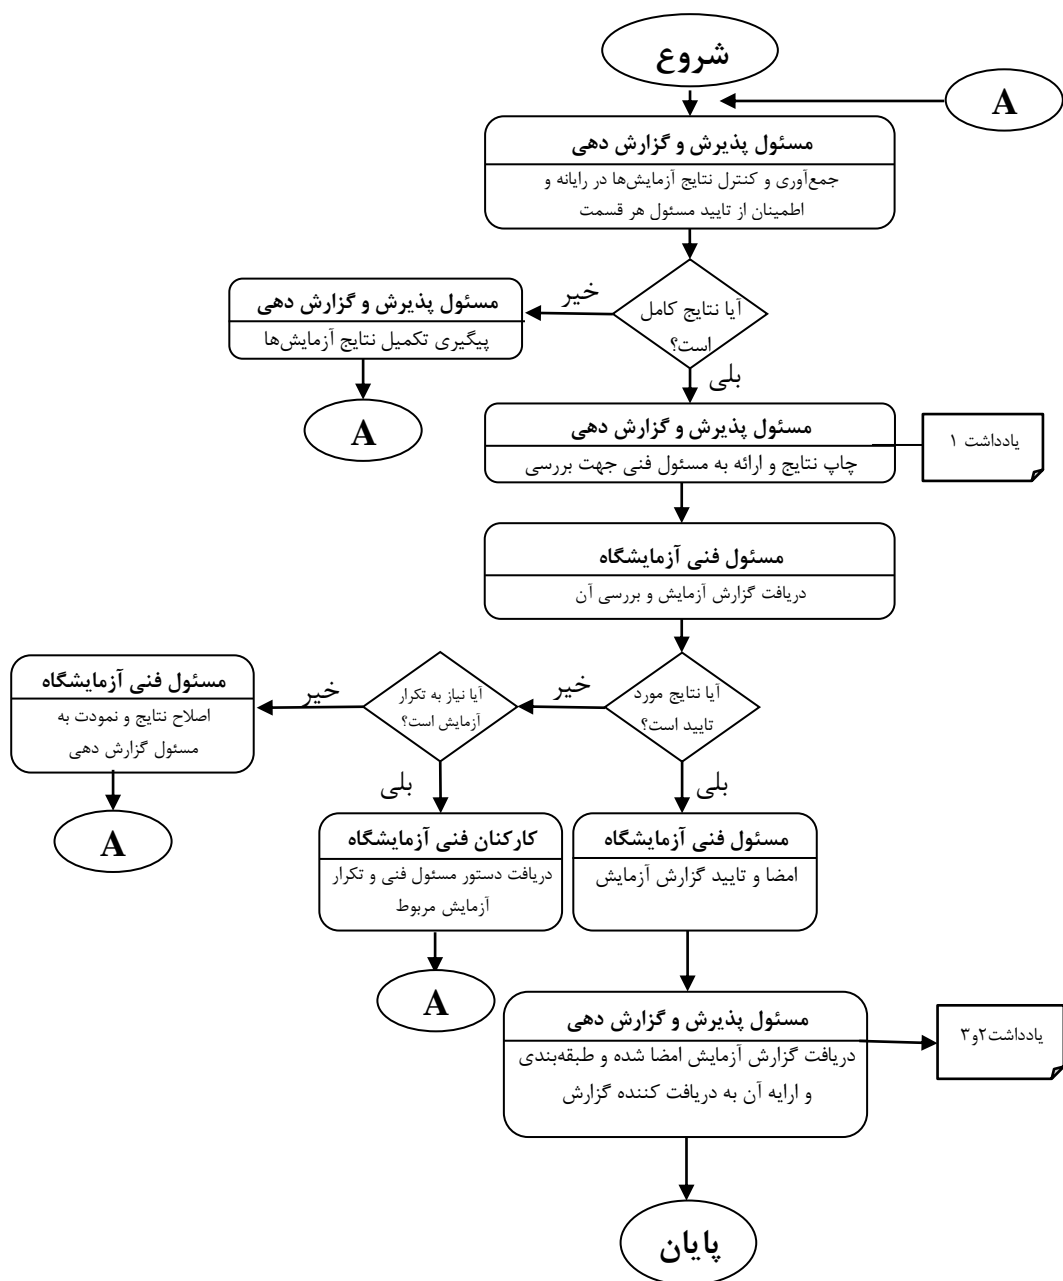 شروع
A
مسئول پذیرش و گزارش دهی
جمع‌آوری و کنترل نتایج آزمایش‌ها در رایانه و
اطمینان از تایید مسئول هر قسمت
آیا نتایج کامل
است؟
خیر
مسئول پذیرش و گزارش دهی
پیگیری تکمیل نتایج آزمایش‌ها
A
بلی
مسئول پذیرش و گزارش دهی
چاپ نتایج و ارائه به مسئول فنی جهت بررسی
یادداشت ۱
مسئول فنی آزمایشگاه
دریافت گزارش آزمایش و بررسی آن
آیا نتایج مورد
تایید است؟
خیر
آیا نیاز به تکرار
آزمایش است؟
خیر
مسئول فنی آزمایشگاه
اصلاح نتایج و نمودت به
مسئول گزارش دهی
A
بلی
مسئول فنی آزمایشگاه
امضا و تایید گزارش آزمایش
بلی
کارکنان فنی آزمایشگاه
دریافت دستور مسئول فنی و تکرار
آزمایش مربوط
A
مسئول پذیرش و گزارش دهی
دریافت گزارش آزمایش امضا شده و طبقه‌بندی
و ارایه آن به دریافت کننده گزارش
یادداشت۲و۳
پایان